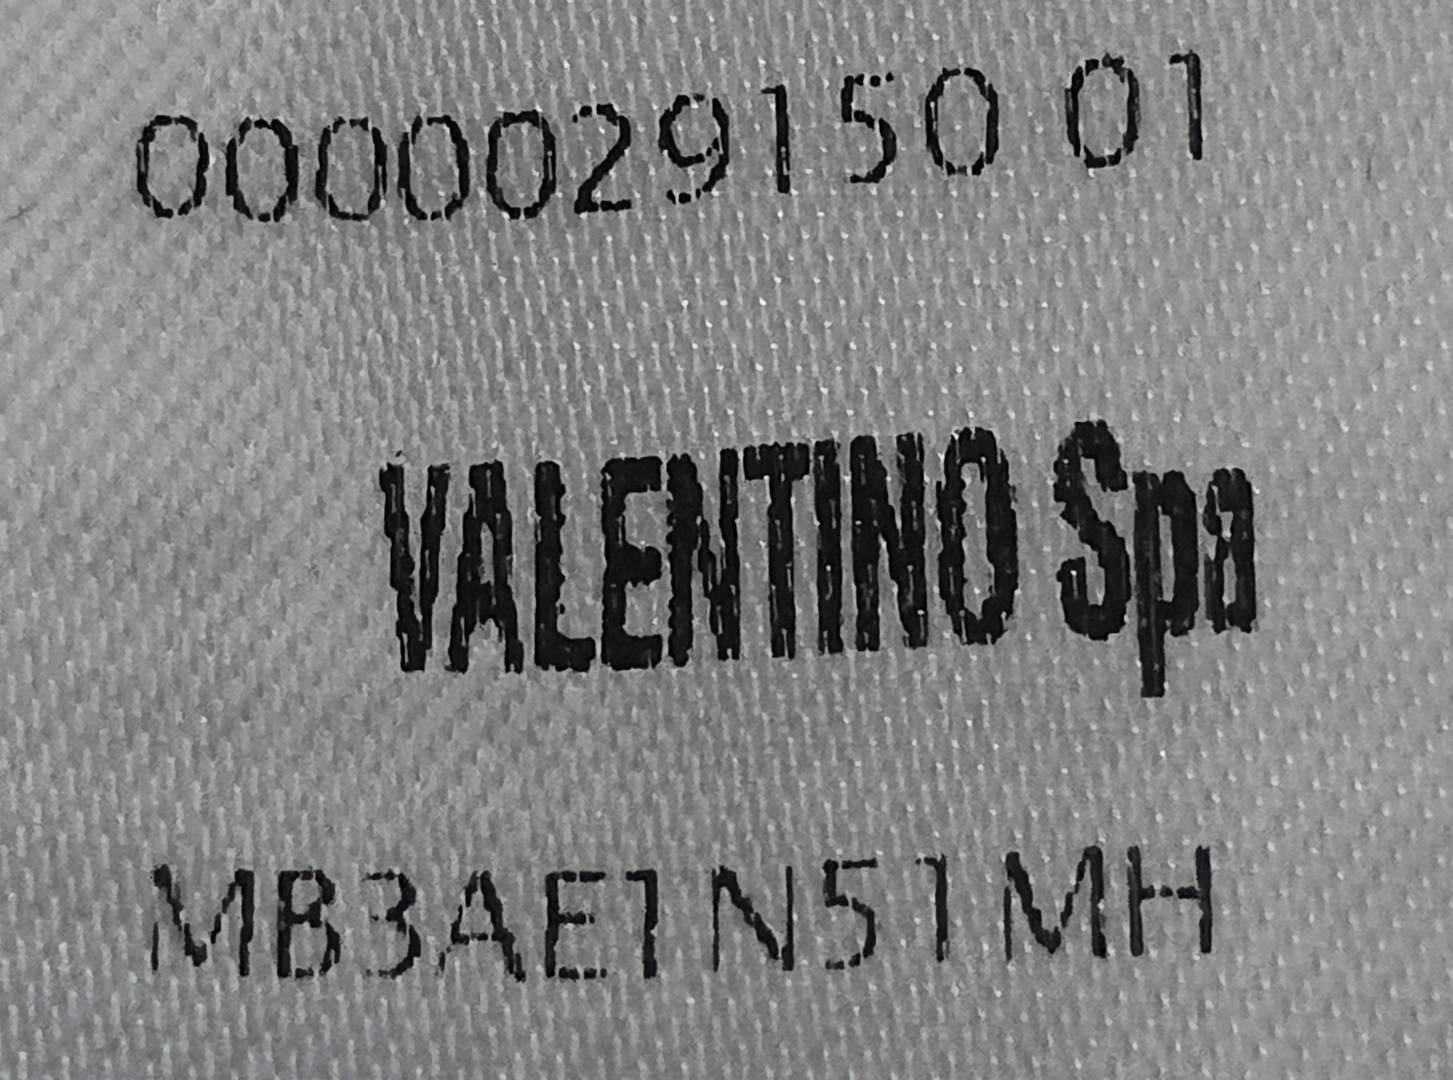 0000029150 01
VALENTINO Spa
MB3AE1N51MH